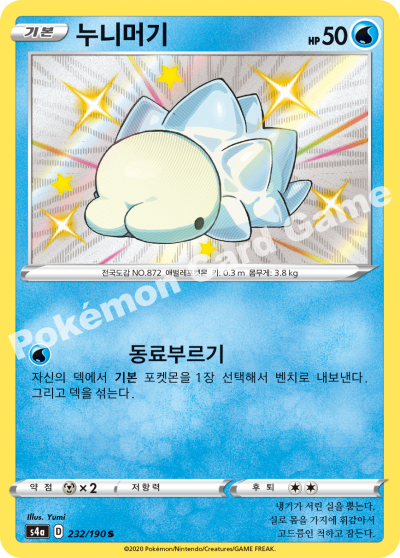 기본 누니머기 HP 50
전국도감 NO.872 애벌레포켓몬 키: 0.3 m 몸무게: 3.8 kg
동료부르기
자신의 덱에서 기본 포켓몬을 1장 선택해서 벤치로 내보낸다.
그리고 덱을 섞는다.
약점 ×2 저항력 후퇴
Illus. Yumi
s4a D 232/190 S
냉기가 서린 실을 뿜는다.
실로 몸을 가지에 휘감아서
고드름인 척하고 잠든다.
©2020 Pokémon/Nintendo/Creatures/GAME FREAK.
Pokémon Card Game